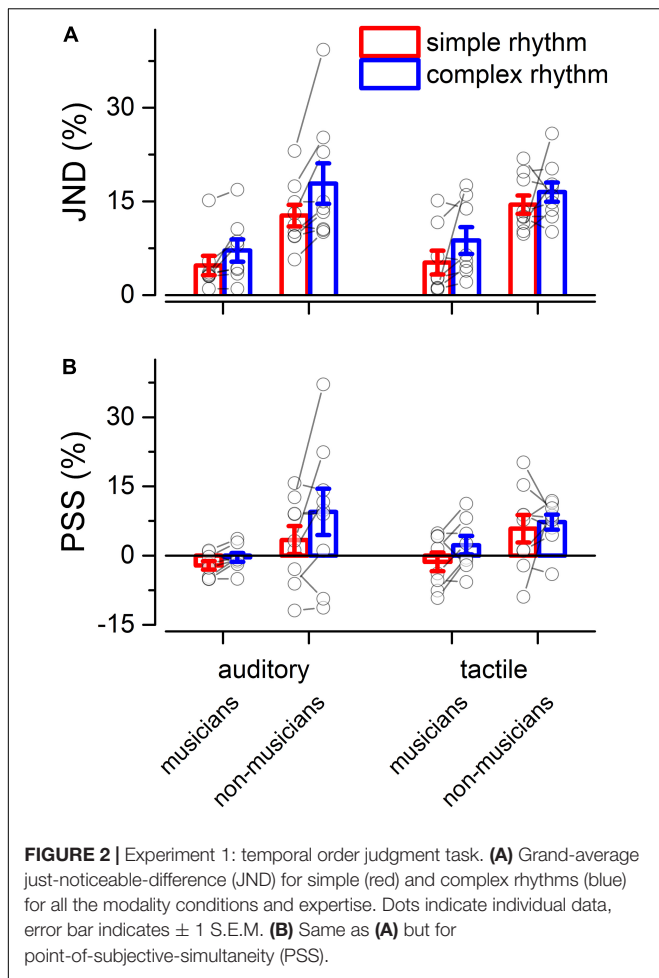 A
simple rhythm
complex rhythm
JND (%)
30
15
0
B
PSS (%)
30
15
0
-15
auditory
tactile
musicians
non-musicians
musicians
non-musicians
FIGURE 2 | Experiment 1: temporal order judgment task. (A) Grand-average
just-noticeable-difference (JND) for simple (red) and complex rhythms (blue)
for all the modality conditions and expertise. Dots indicate individual data,
error bar indicates ± 1 S.E.M. (B) Same as (A) but for
point-of-subjective-simultaneity (PSS).